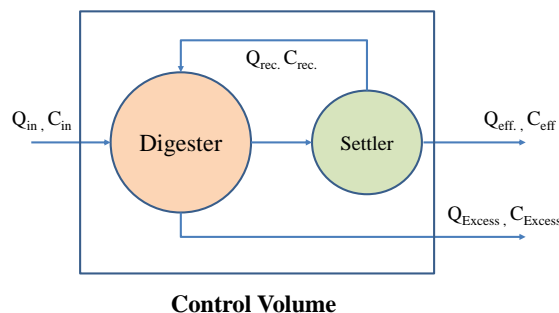 Qrec. Crec.
Qin , Cin
Digester
Settler
Qeff. , Ceff
QExcess , CExcess
Control Volume